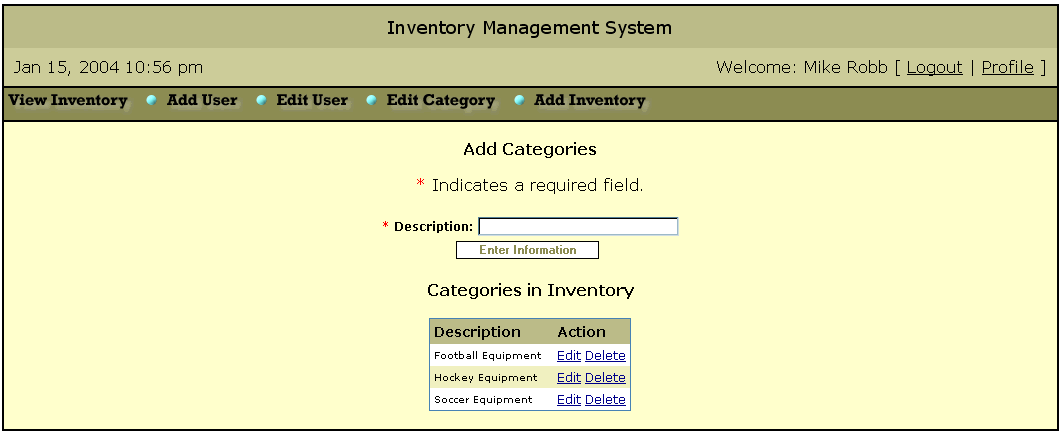 Inventory Management System
Jan 15, 2004 10:56 pm Welcome: Mike Robb [ Logout | Profile ]
View Inventory Add User Edit User Edit Category Add Inventory
Add Categories
* Indicates a required field.
* Description:
Enter Information
Categories in Inventory
Description Action
Football Equipment Edit Delete
Hockey Equipment Edit Delete
Soccer Equipment Edit Delete